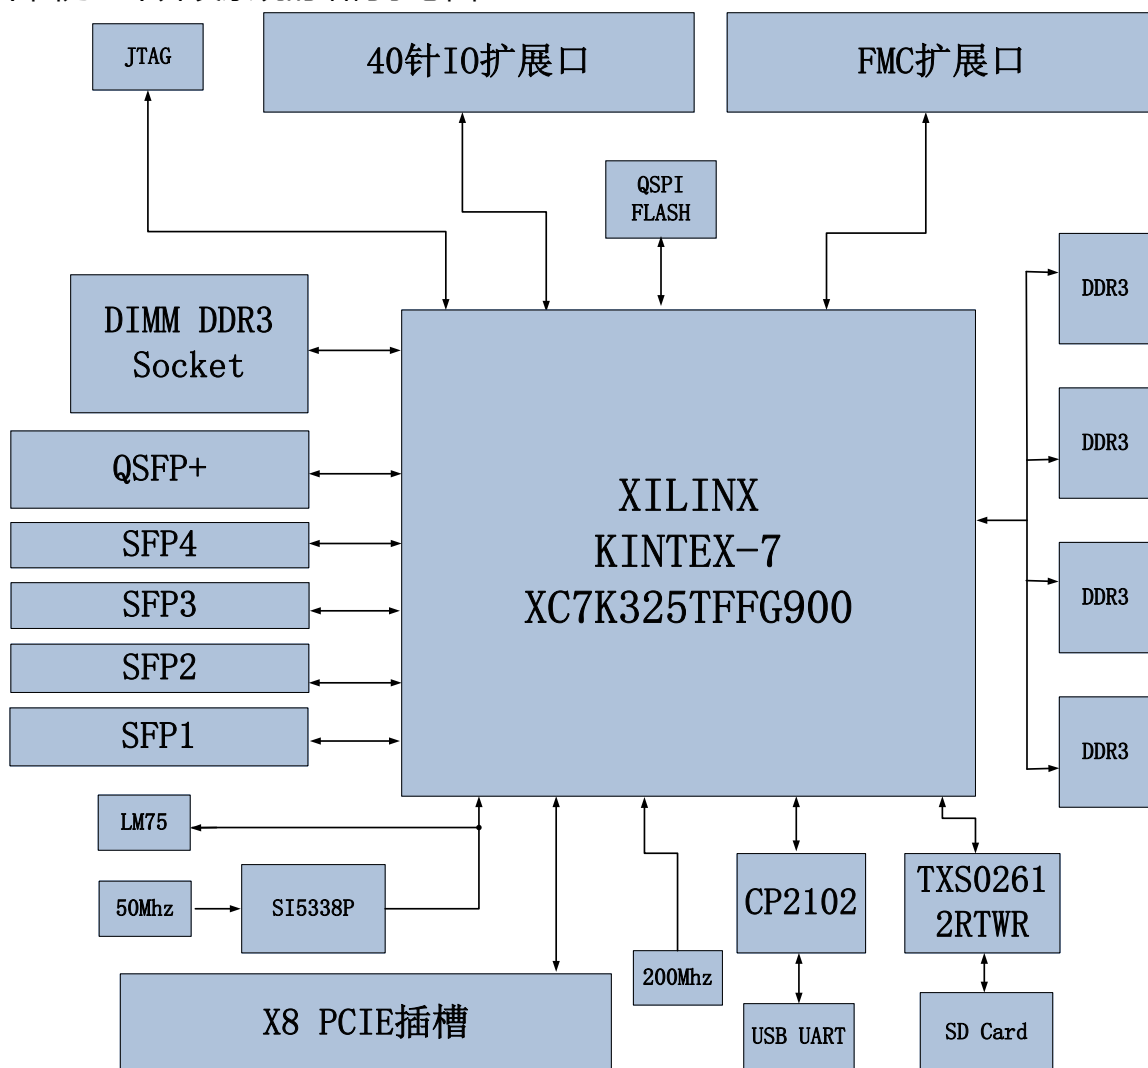 JTAG
40针IO扩展口
FMC扩展口
QSPI
FLASH
DIMM DDR3
Socket
DDR3
DDR3
DDR3
DDR3
QSFP+
SFP4
SFP3
SFP2
SFP1
XILINX
KINTEX-7
XC7K325TFFG900
LM75
50Mhz
SI5338P
200Mhz
CP2102
TXS0261
2RTWR
X8 PCIE插槽
USB UART
SD Card